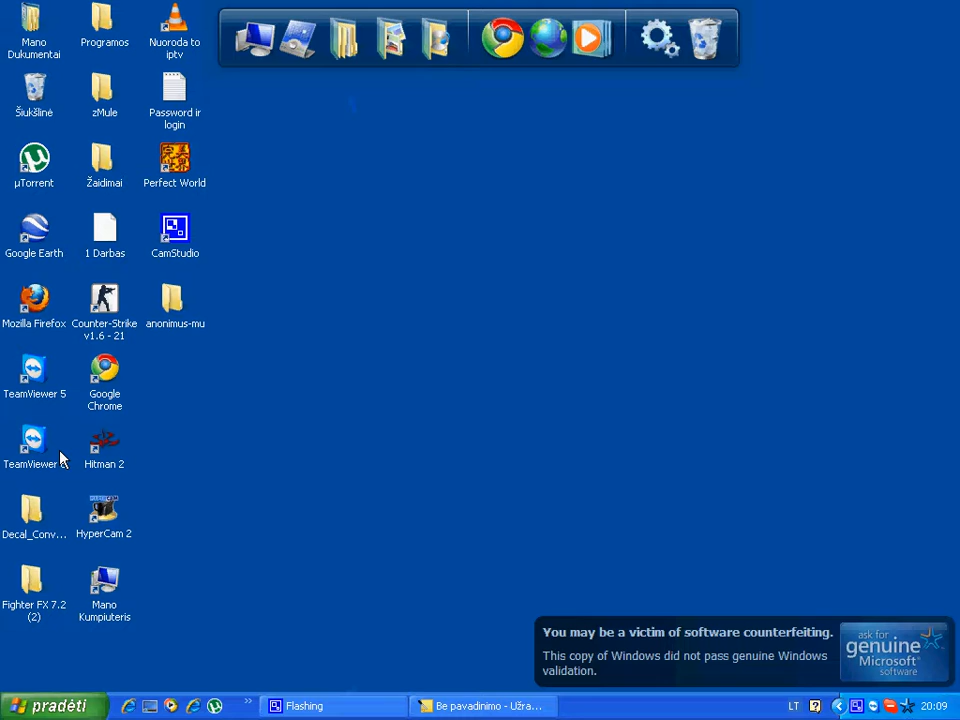 Mano
Dukumentai
Programos
Nuoroda to
iptv
Šiukšlinė
zMule
Password ir
login
µTorrent
Žaidimai
Perfect World
Google Earth
1 Darbas
CamStudio
Mozilla Firefox
Counter-Strike
v1.6 - 21
anonimus-mu
TeamViewer 5
Google
Chrome
TeamViewer
Hitman 2
Decal_Conv...
HyperCam 2
Fighter FX 7.2
(2)
Mano
Kumpiuteris
You may be a victim of software counterfeiting.
This copy of Windows did not pass genuine Windows
validation.
ask for
genuine
Microsoft
software
pradėti
Flashing
Be pavadinimo - Užra...
LT
20:09